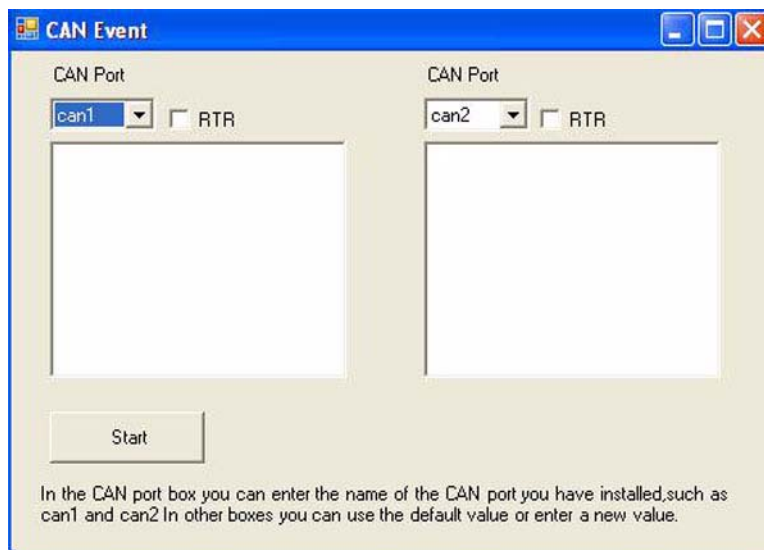 CAN Event
CAN Port
CAN Port
can1
RTR
can2
RTR
Start
In the CAN port box you can enter the name of the CAN port you have installed,such as
can1 and can2 In other boxes you can use the default value or enter a new value.